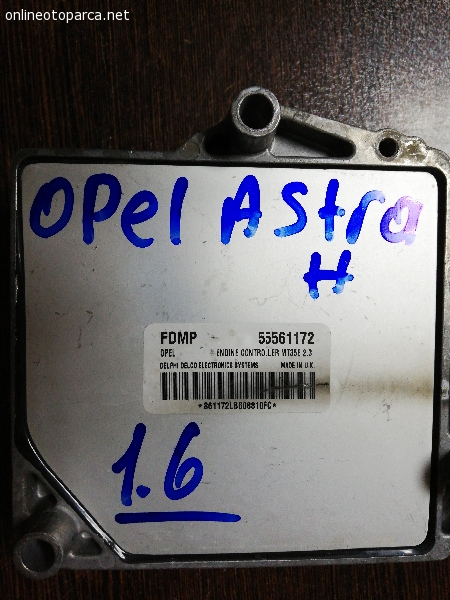 onlineotoparca.net
OPel Astra
H
FDMP 55561172
OPEL * ENGINE CONTROLLER MT35E 2.3
DELPHI DELCO ELECTRONICS SYSTEMS MADE IN U.K.
1.6